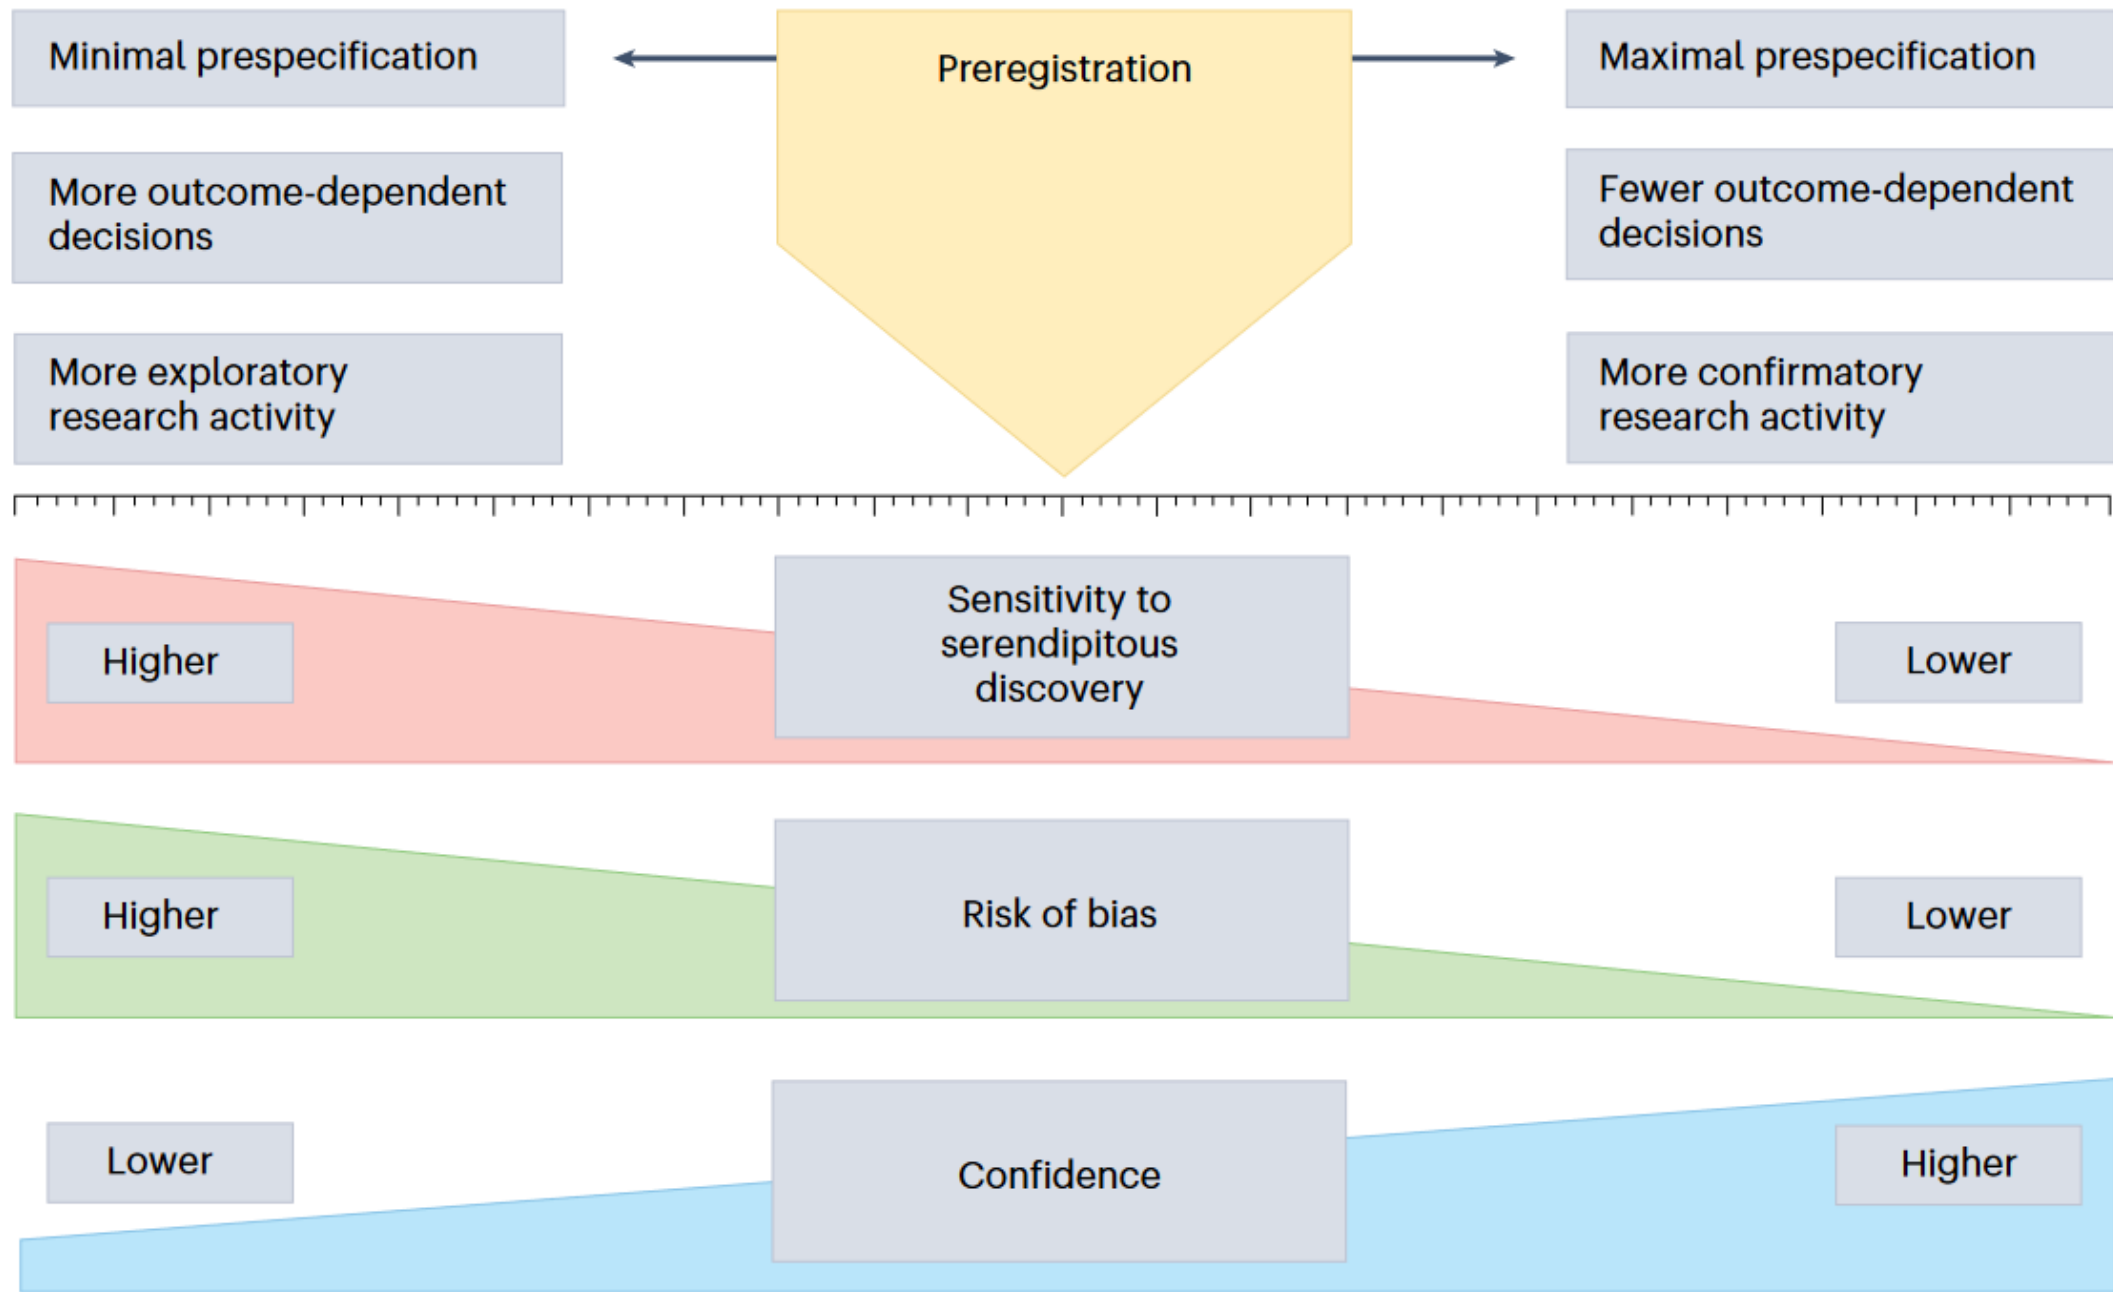 Minimal prespecification
Preregistration
Maximal prespecification
More outcome-dependent
decisions
Fewer outcome-dependent
decisions
More exploratory
research activity
More confirmatory
research activity
Higher
Sensitivity to
serendipitous
discovery
Lower
Higher
Risk of bias
Lower
Lower
Confidence
Higher